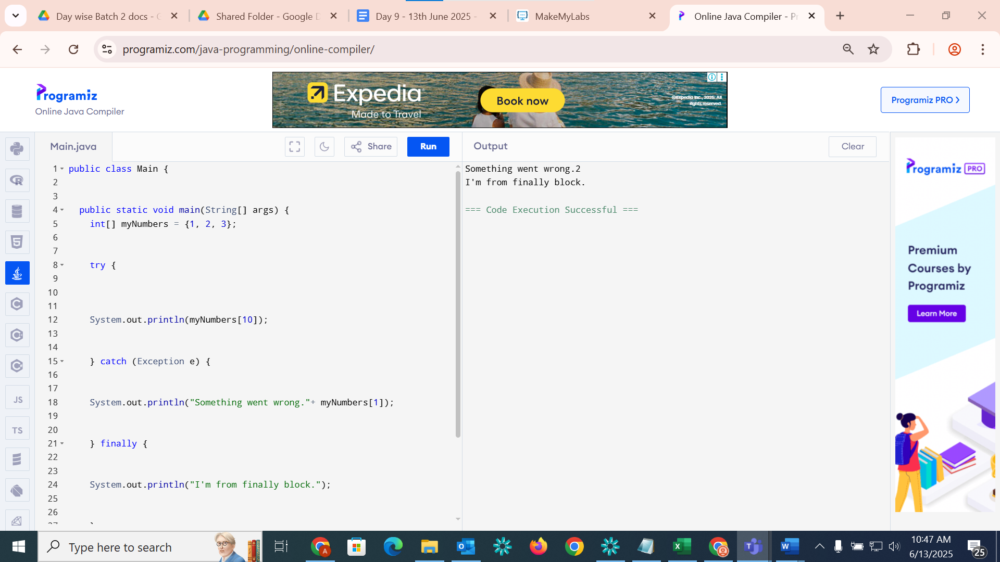 Day wise Batch 2 docs - G
Shared Folder - Google D
Day 9 - 13th June 2025 -
MakeMyLabs
Online Java Compiler - Pr
programiz.com/java-programming/online-compiler/
Programiz
Online Java Compiler
Expedia
Made to Travel
Book now
©Expedia Inc., 2025. All
rights reserved.
Programiz PRO >
Main.java
Share
Run
Output
Clear
1 public class Main {
2
3
4 public static void main(String[] args) {
5 int[] myNumbers = {1, 2, 3};
6
7
8 try {
9
10
11
12 System.out.println(myNumbers[10]);
13
14
15 } catch (Exception e) {
16
17
18 System.out.println("Something went wrong."+ myNumbers[1]);
19
20
21 } finally {
22
23
24 System.out.println("I'm from finally block.");
25
26
Something went wrong.2
I'm from finally block.
=== Code Execution Successful ===
R
5
C
C
C
JS
TS
Programiz PRO
Premium
Courses by
Programiz
Learn More
Type here to search
A
O
X
T
W
10:47 AM
6/13/2025
25